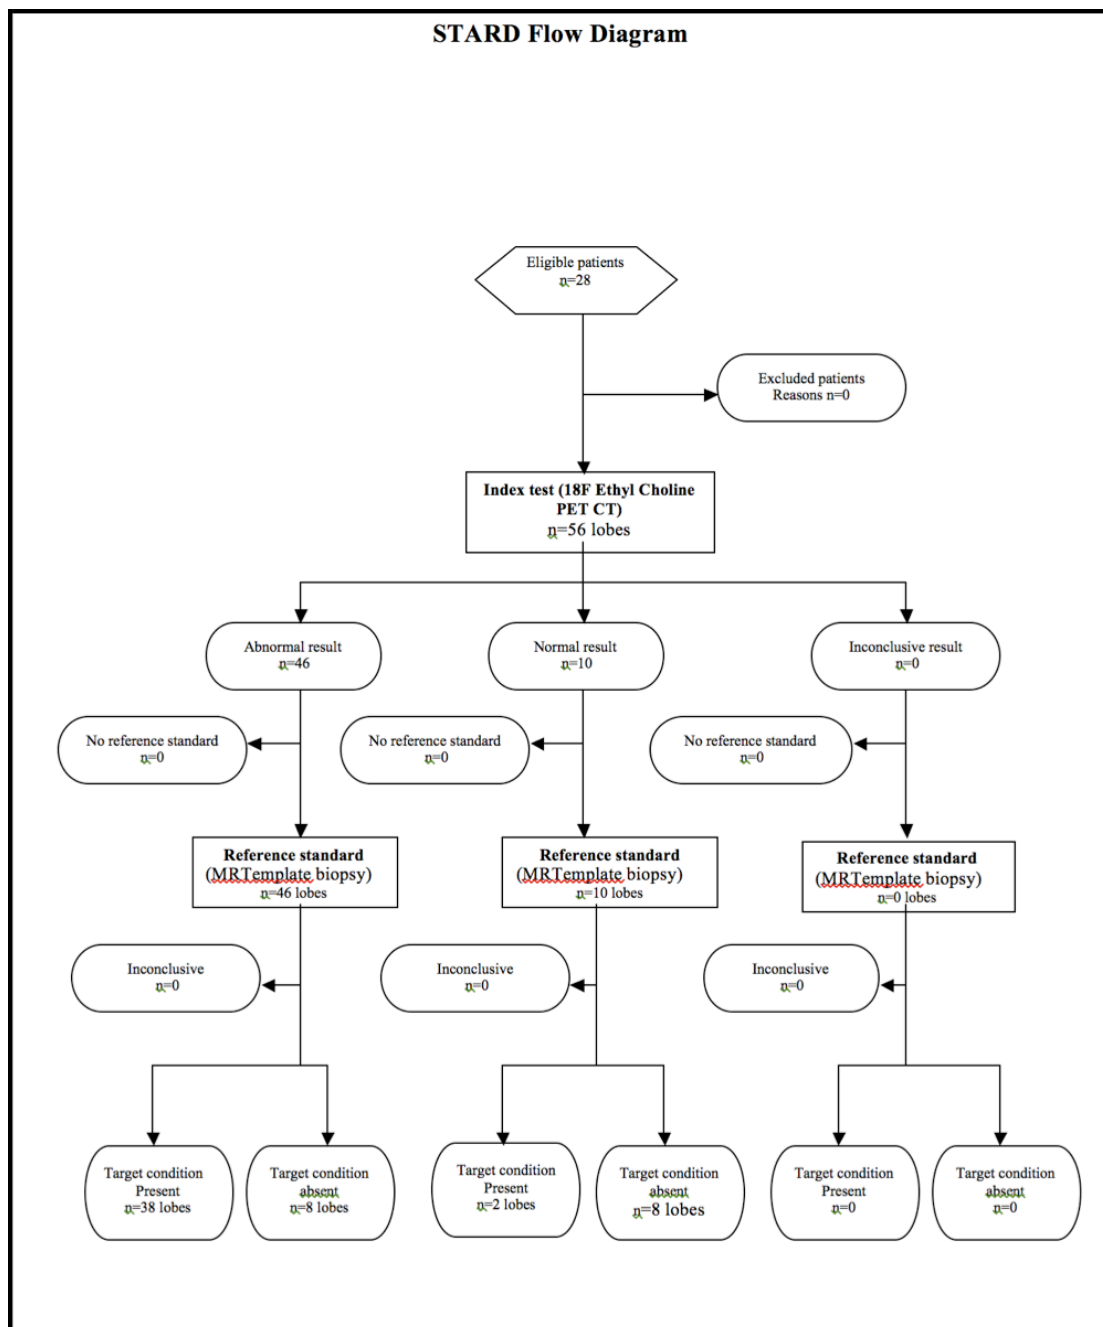 STARD Flow Diagram
Eligible patients
n=28
Excluded patients
Reasons n=0
Index test (18F Ethyl Choline
PET CT)
n=56 lobes
Abnormal result
n=46
Normal result
n=10
Inconclusive result
n=0
No reference standard
n=0
No reference standard
n=0
No reference standard
n=0
Reference standard
(MRTemplate biopsy)
n=46 lobes
Reference standard
(MRTemplate biopsy)
n=10 lobes
Reference standard
(MRTemplate biopsy)
n=0 lobes
Inconclusive
n=0
Inconclusive
n=0
Inconclusive
n=0
Target condition
Present
n=38 lobes
Target condition
absent
n=8 lobes
Target condition
Present
n=2 lobes
Target condition
absent
n=8 lobes
Target condition
Present
n=0
Target condition
absent
n=0